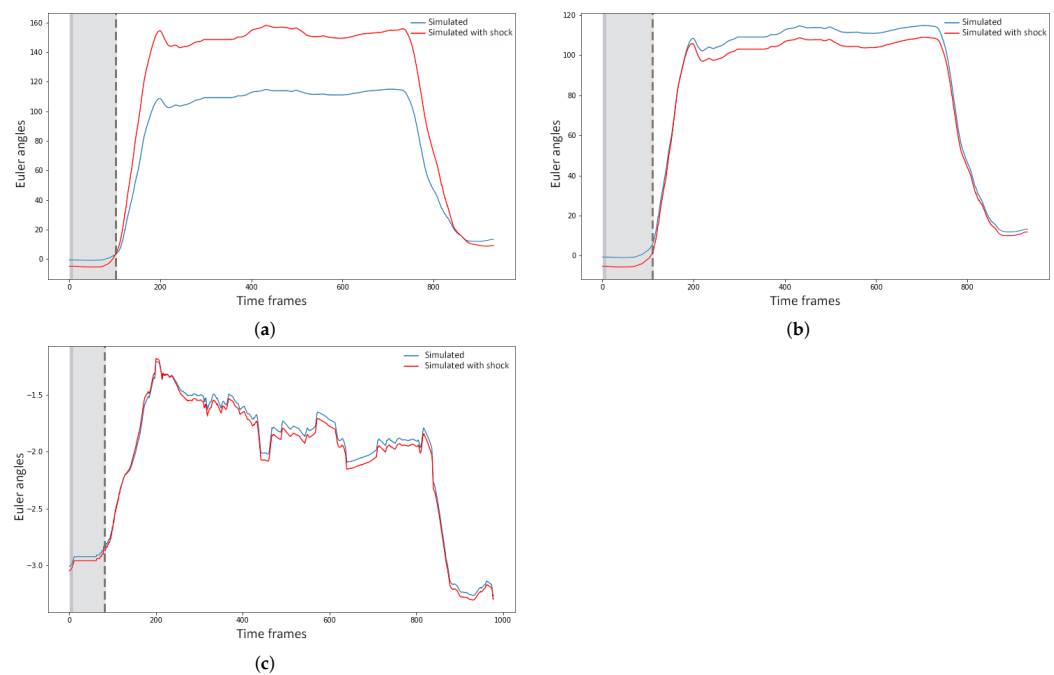 160
140
120
100
80
60
40
20
0
Euler angles
Simulated
Simulated with shock
0
200
400
600
800
Time frames
(a)
120
100
80
60
40
20
0
Euler angles
Simulated
Simulated with shock
0
200
400
600
800
Time frames
(b)
−1.5
−2.0
−2.5
−3.0
Euler angles
Simulated
Simulated with shock
0
200
400
600
800
1000
Time frames
(c)